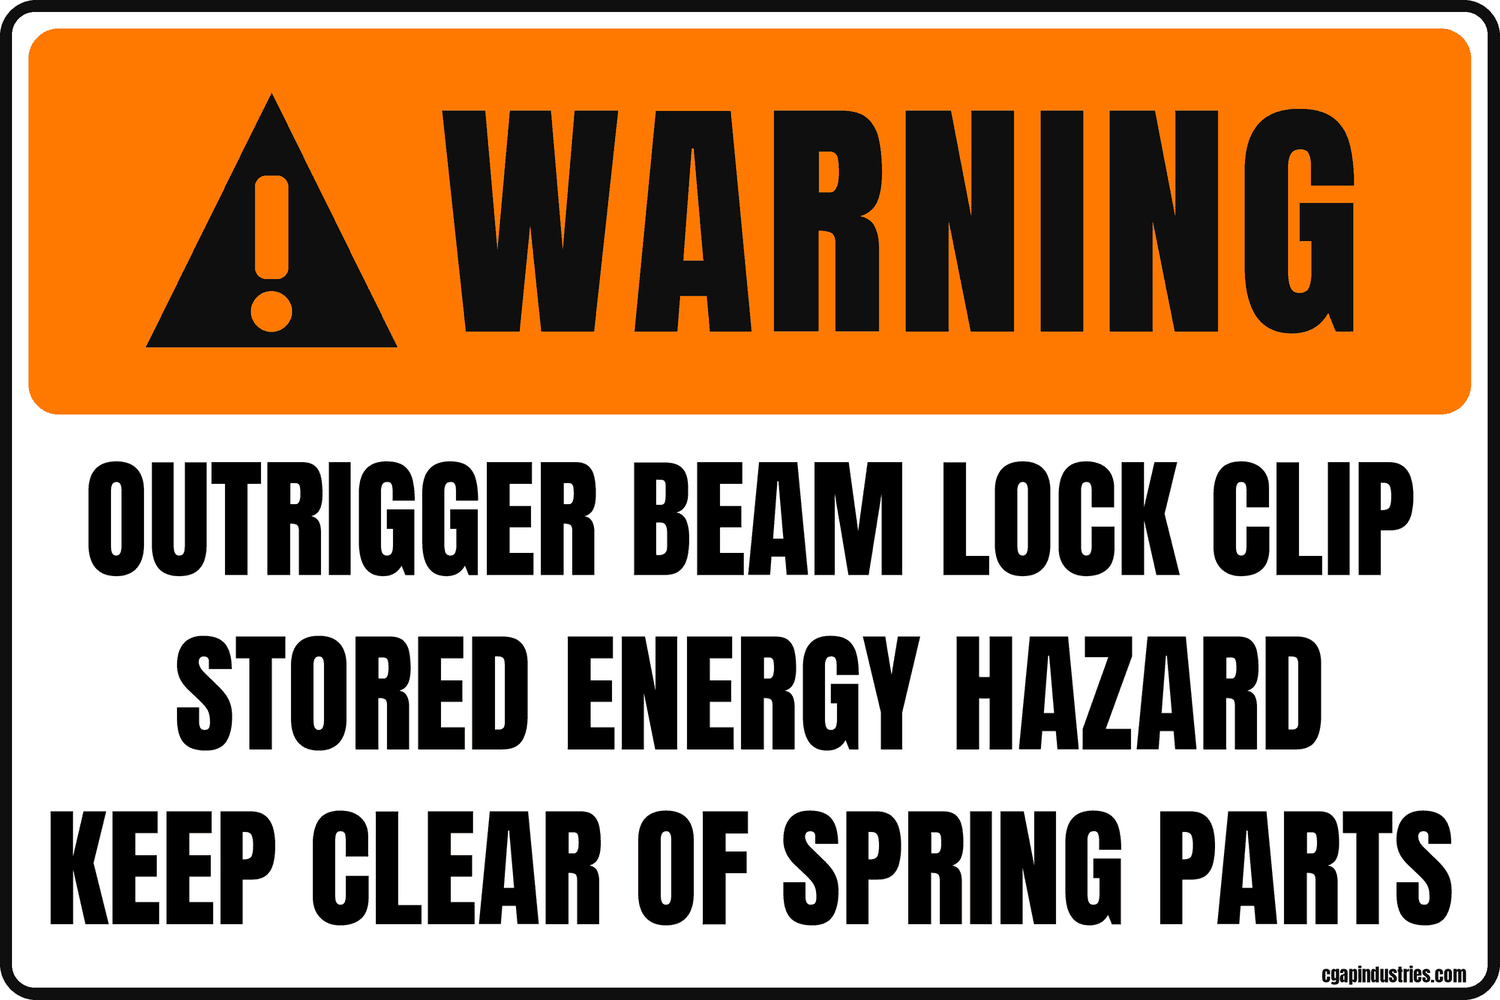 WARNING
OUTRIGGER BEAM LOCK CLIP
STORED ENERGY HAZARD
KEEP CLEAR OF SPRING PARTS
cgapindustries.com